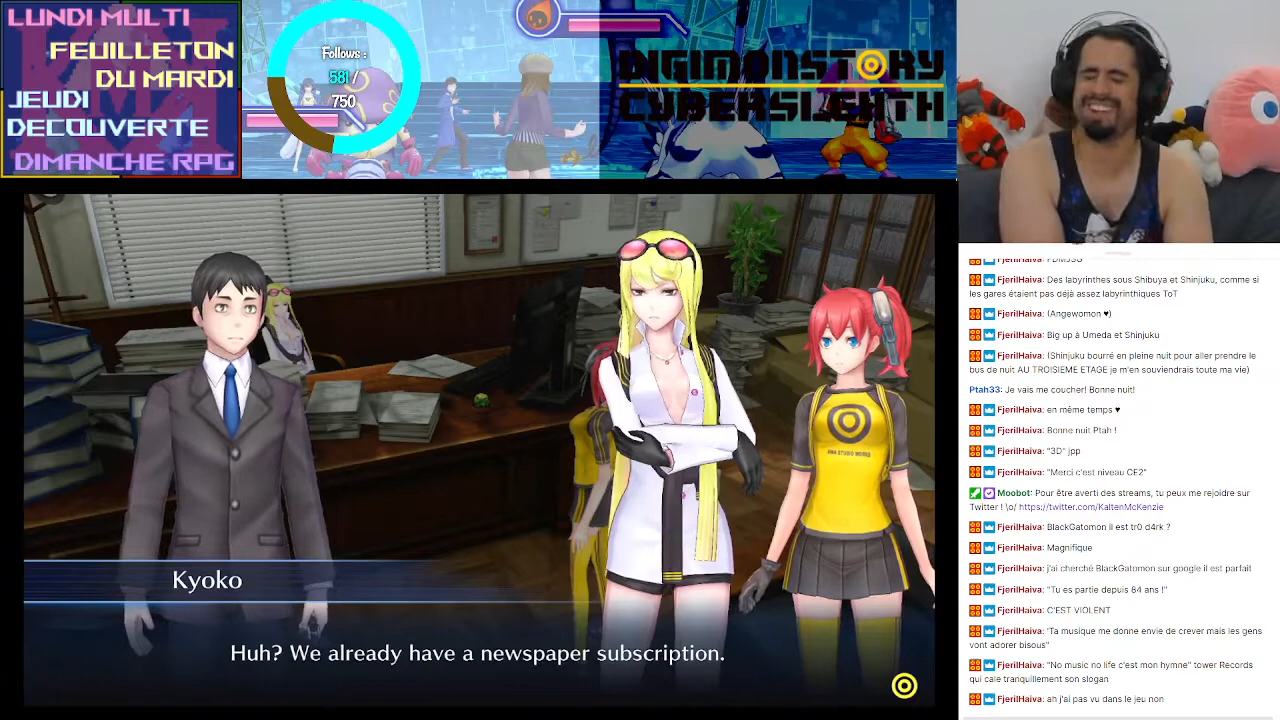 LUNDI MULTI
FEUILLETON
DU MARDI
JEUDI
DECOUVERTE
DIMANCHE RPG
Follows :
581 /
750
DIGIMONSTORY
CYBERSLEUTH
FjerilHaiva: Des labyrinthes sous Shibuya et Shinjuku, comme si
les gares étaient pas déjà assez labyrinthiques ToT
FjerilHaiva: (Angewomon ♥)
FjerilHaiva: Big up à Umeda et Shinjuku
FjerilHaiva: (Shinjuku bourré en pleine nuit pour aller prendre le
bus de nuit AU TROISIEME ETAGE je m'en souviendrais toute ma vie)
Ptah33: Je vais me coucher! Bonne nuit!
FjerilHaiva: en même temps ♥
FjerilHaiva: Bonne nuit Ptah !
FjerilHaiva: "3D" jpp
FjerilHaiva: "Merci c'est niveau CE2"
Moobot: Pour être averti des streams, tu peux me rejoindre sur
Twitter ! \o/ https://twitter.com/KaltenMcKenzie
FjerilHaiva: BlackGatomon il est tr0 d4rk ?
FjerilHaiva: Magnifique
FjerilHaiva: j'ai cherché BlackGatomon sur google il est parfait
FjerilHaiva: "Tu es partie depuis 84 ans !"
FjerilHaiva: C'EST VIOLENT
FjerilHaiva: "Ta musique me donne envie de crever mais les gens
vont adorer bisous"
FjerilHaiva: "No music no life c'est mon hymne" tower Records
qui cale tranquillement son slogan
FjerilHaiva: ah j'ai pas vu dans le jeu non
Kyoko
Huh? We already have a newspaper subscription.